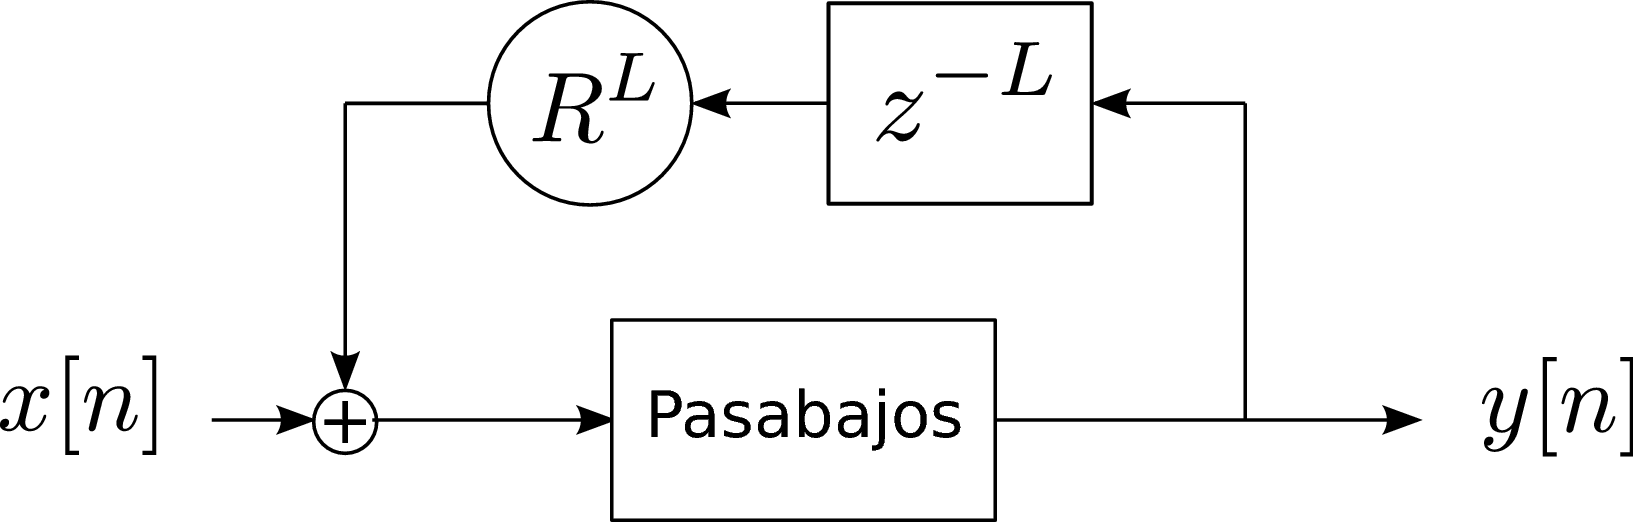 R^L z^{-L}
x[n] + Pasabajos y[n]